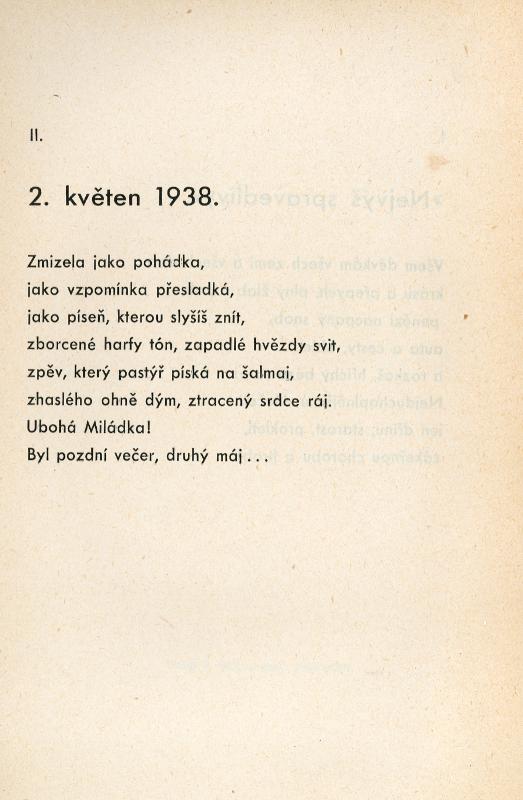 II.
2. květen 1938.
Zmizela jako pohádka,
jako vzpomínka přesladká,
jako píseň, kterou slyšíš znít,
zborcené harfy tón, zapadlé hvězdy svit,
zpěv, který pastýř píská na šalmaj,
zhaslého ohně dým, ztracený srdce ráj.
Ubohá Miládka!
Byl pozdní večer, druhý máj...